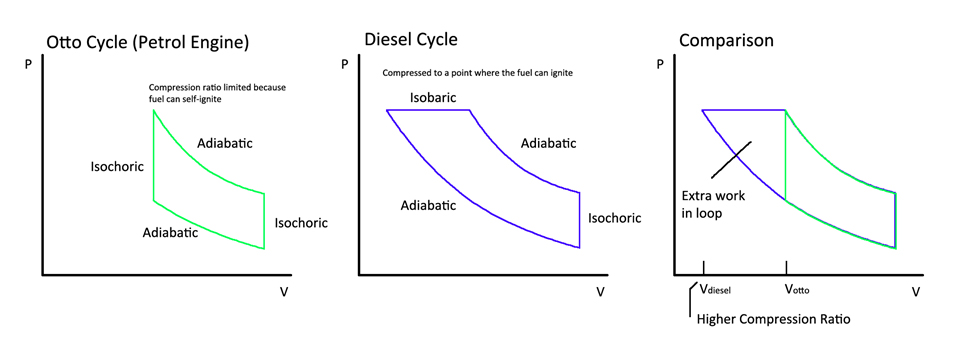 Otto Cycle (Petrol Engine)
P
Compression ratio limited because
fuel can self-ignite
Adiabatic
Isochoric
Adiabatic
Isochoric
V
Diesel Cycle
P
Compressed to a point where the fuel can ignite
Isobaric
Adiabatic
Adiabatic
Isochoric
V
Comparison
P
Extra work
in loop
Vdiesel
Votto
V
Higher Compression Ratio